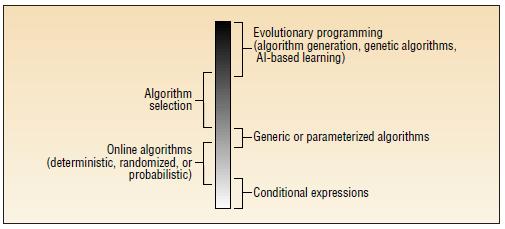 Evolutionary programming
(algorithm generation, genetic algorithms,
AI-based learning)
Algorithm
selection
Generic or parameterized algorithms
Online algorithms
(deterministic, randomized, or
probabilistic)
Conditional expressions